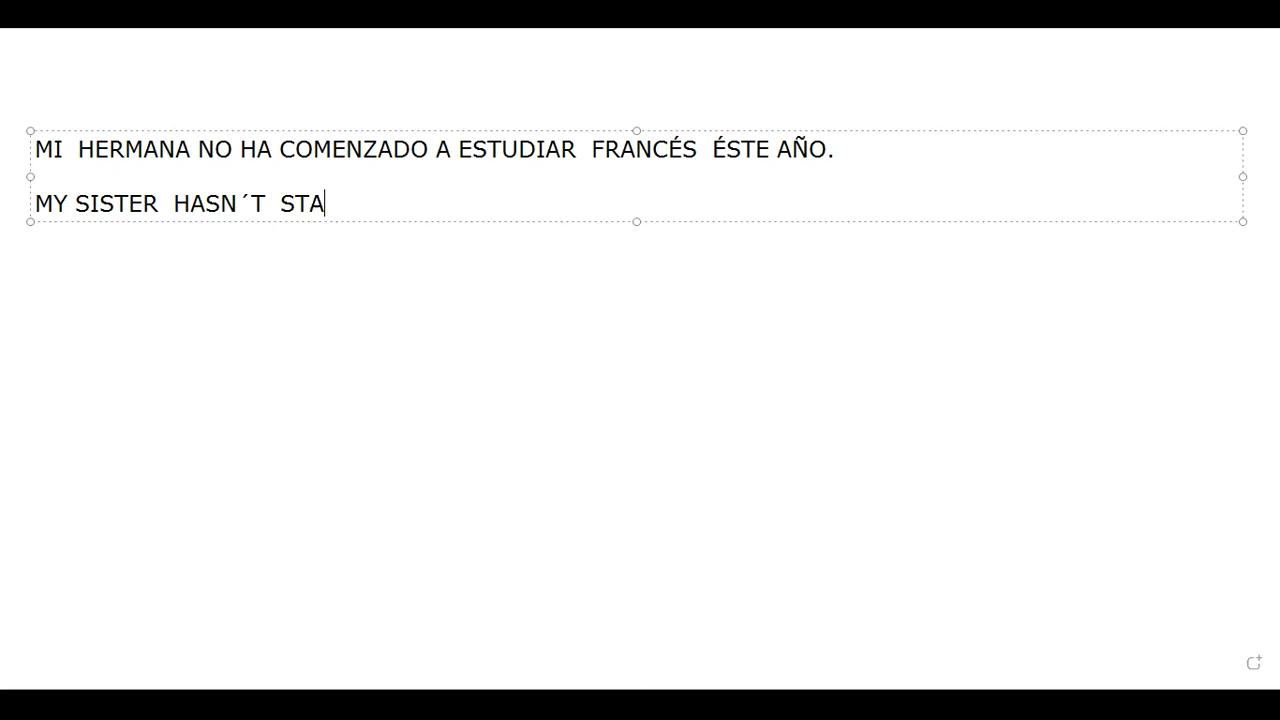 MI  HERMANA NO HA COMENZADO A ESTUDIAR  FRANCÉS  ÉSTE AÑO.
MY SISTER  HASN´T  STA